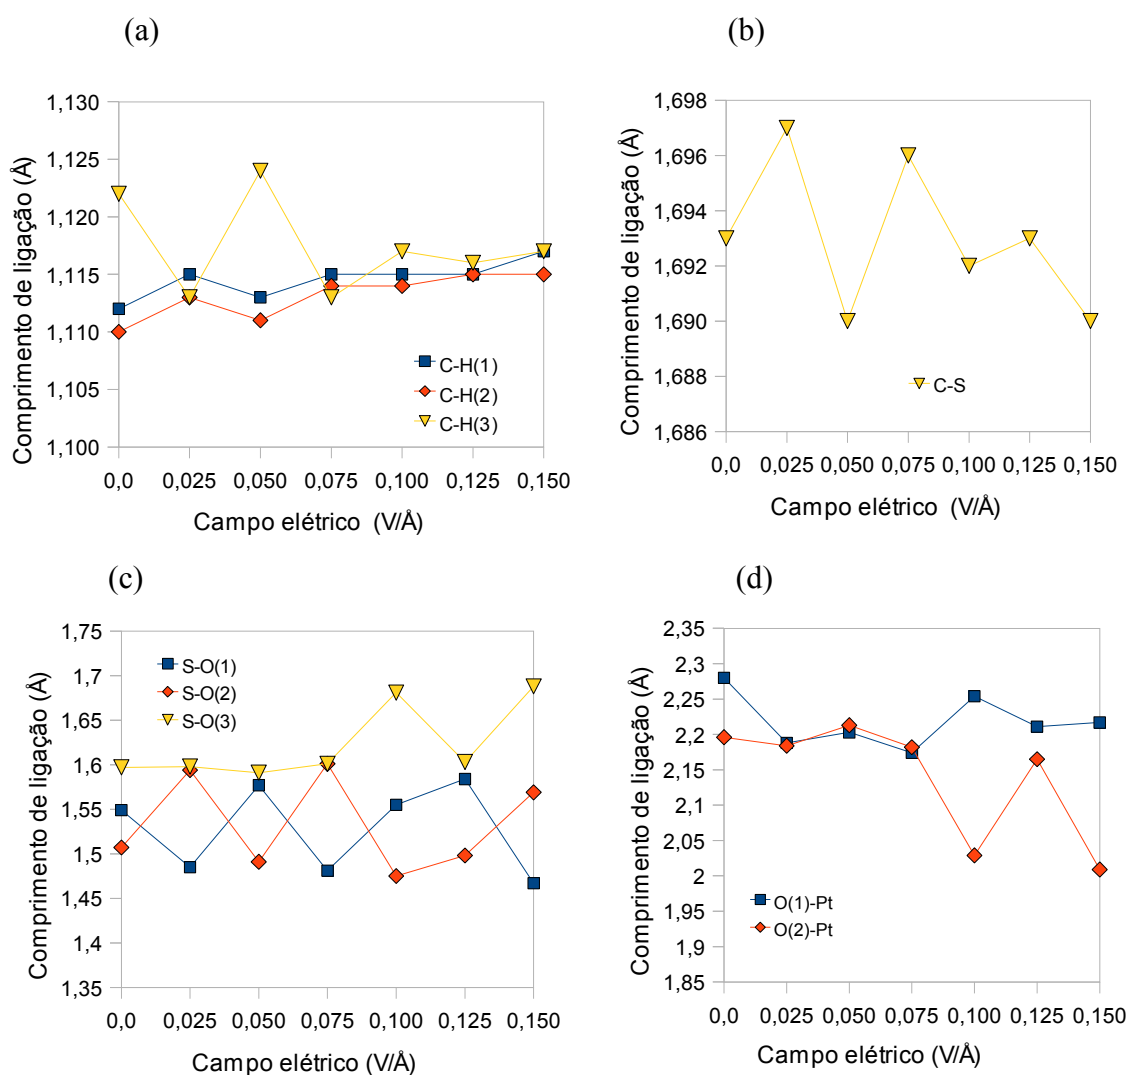 (a)
Comprimento de ligação (Å)
1,130
1,125
1,120
1,115
1,110
1,105
1,100
C-H(1)
C-H(2)
C-H(3)
0,0 0,025 0,050 0,075 0,100 0,125 0,150
Campo elétrico (V/Å)
(b)
Comprimento de ligação (Å)
1,698
1,696
1,694
1,692
1,690
1,688
1,686
C-S
0,0 0,025 0,050 0,075 0,100 0,125 0,150
Campo elétrico (V/Å)
(c)
Comprimento de ligação (Å)
1,75
1,7
1,65
1,6
1,55
1,5
1,45
1,4
1,35
S-O(1)
S-O(2)
S-O(3)
0,0 0,025 0,050 0,075 0,100 0,125 0,150
Campo elétrico (V/Å)
(d)
Comprimento de ligação (Å)
2,35
2,3
2,25
2,2
2,15
2,1
2,05
2
1,95
1,9
1,85
O(1)-Pt
O(2)-Pt
0,0 0,025 0,050 0,075 0,100 0,125 0,150
Campo elétrico (V/Å)